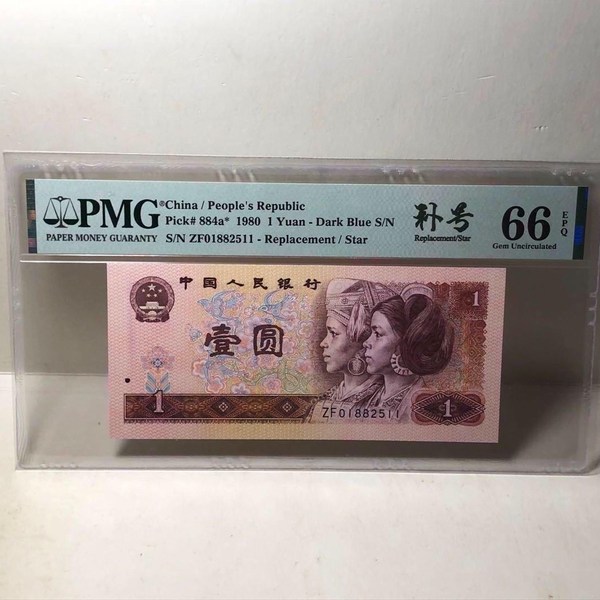 PMG®
PAPER MONEY GUARANTY
China / People's Republic
Pick# 884a* 1980 1 Yuan - Dark Blue S/N
S/N ZF01882511 - Replacement / Star
补号
Replacement/Star
66
EPQ
Gem Uncirculated
中国人民银行
1
壹圆
ZF01882511
1
1